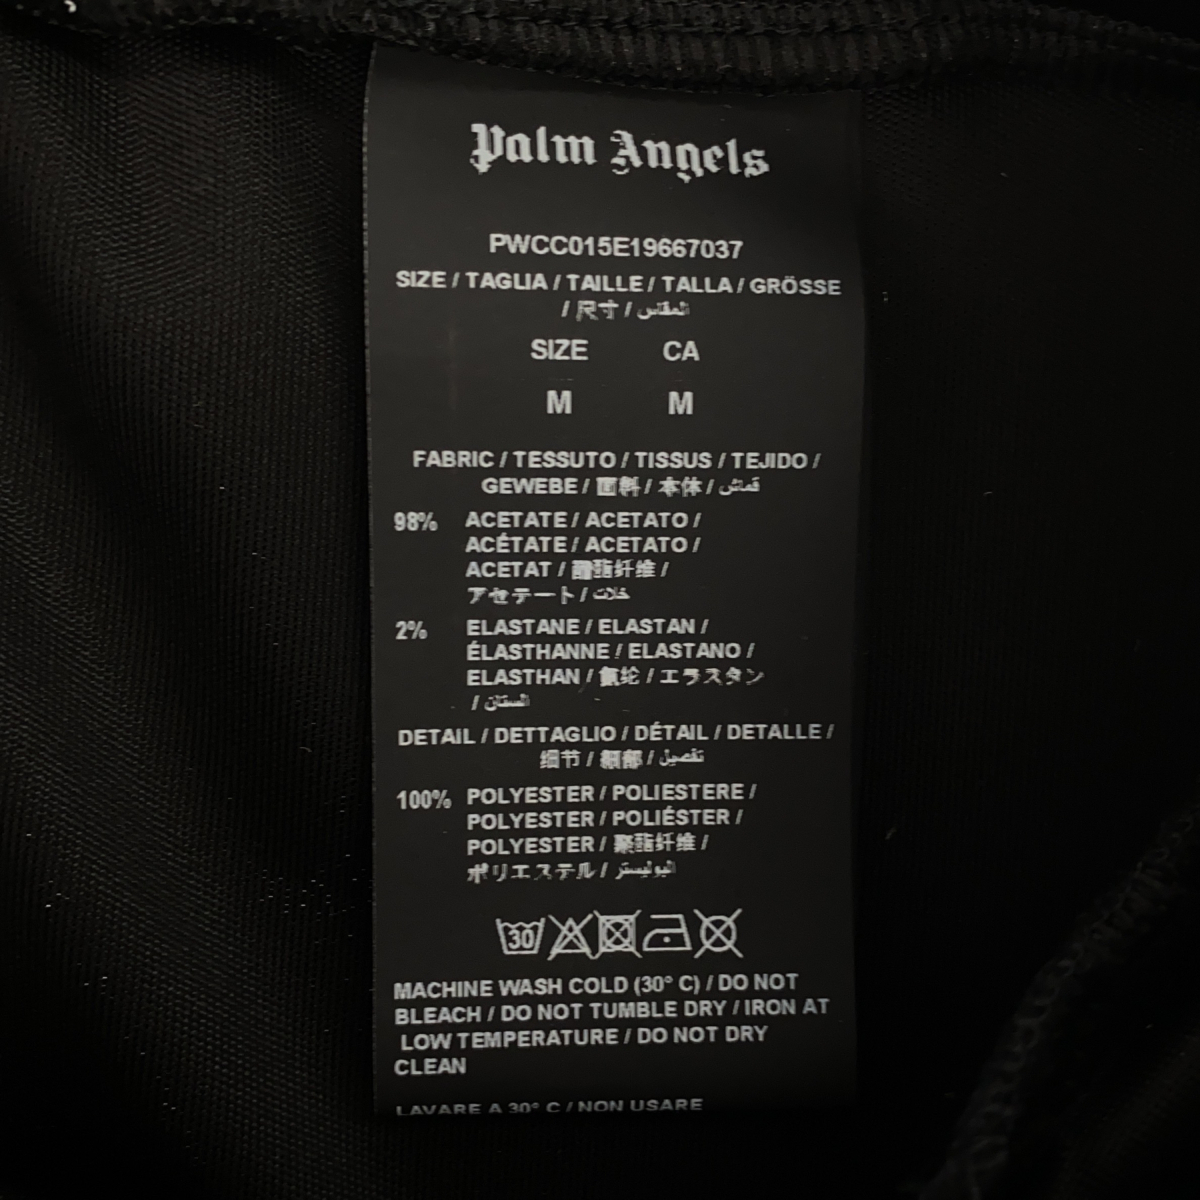 Palm Angels
PWCC015E19667037
SIZE / TAGLIA / TAILLE / TALLA / GRÖSSE
/ 尺寸 / المقاس
SIZE CA
M M
FABRIC / TESSUTO / TISSUS / TEJIDO /
GEWEBE / 面料 / 本体 / قماش
98% ACETATE / ACETATO /
ACÉTATE / ACETATO /
ACETAT / 醋酯纤维 /
アセテート / خلات
2% ELASTANE / ELASTAN /
ÉLASTHANNE / ELASTANO /
ELASTHAN / 氨纶 / エラスタン
/ الستان
DETAIL / DETTAGLIO / DÉTAIL / DETALLE /
细节 / 細部 / تفصيل
100% POLYESTER / POLIESTERE /
POLYESTER / POLIÉSTER /
POLYESTER / 聚酯纤维 /
ポリエステル / البوليستر
30
MACHINE WASH COLD (30° C) / DO NOT
BLEACH / DO NOT TUMBLE DRY / IRON AT
LOW TEMPERATURE / DO NOT DRY
CLEAN
LAVARE A 30° C / NON USARE